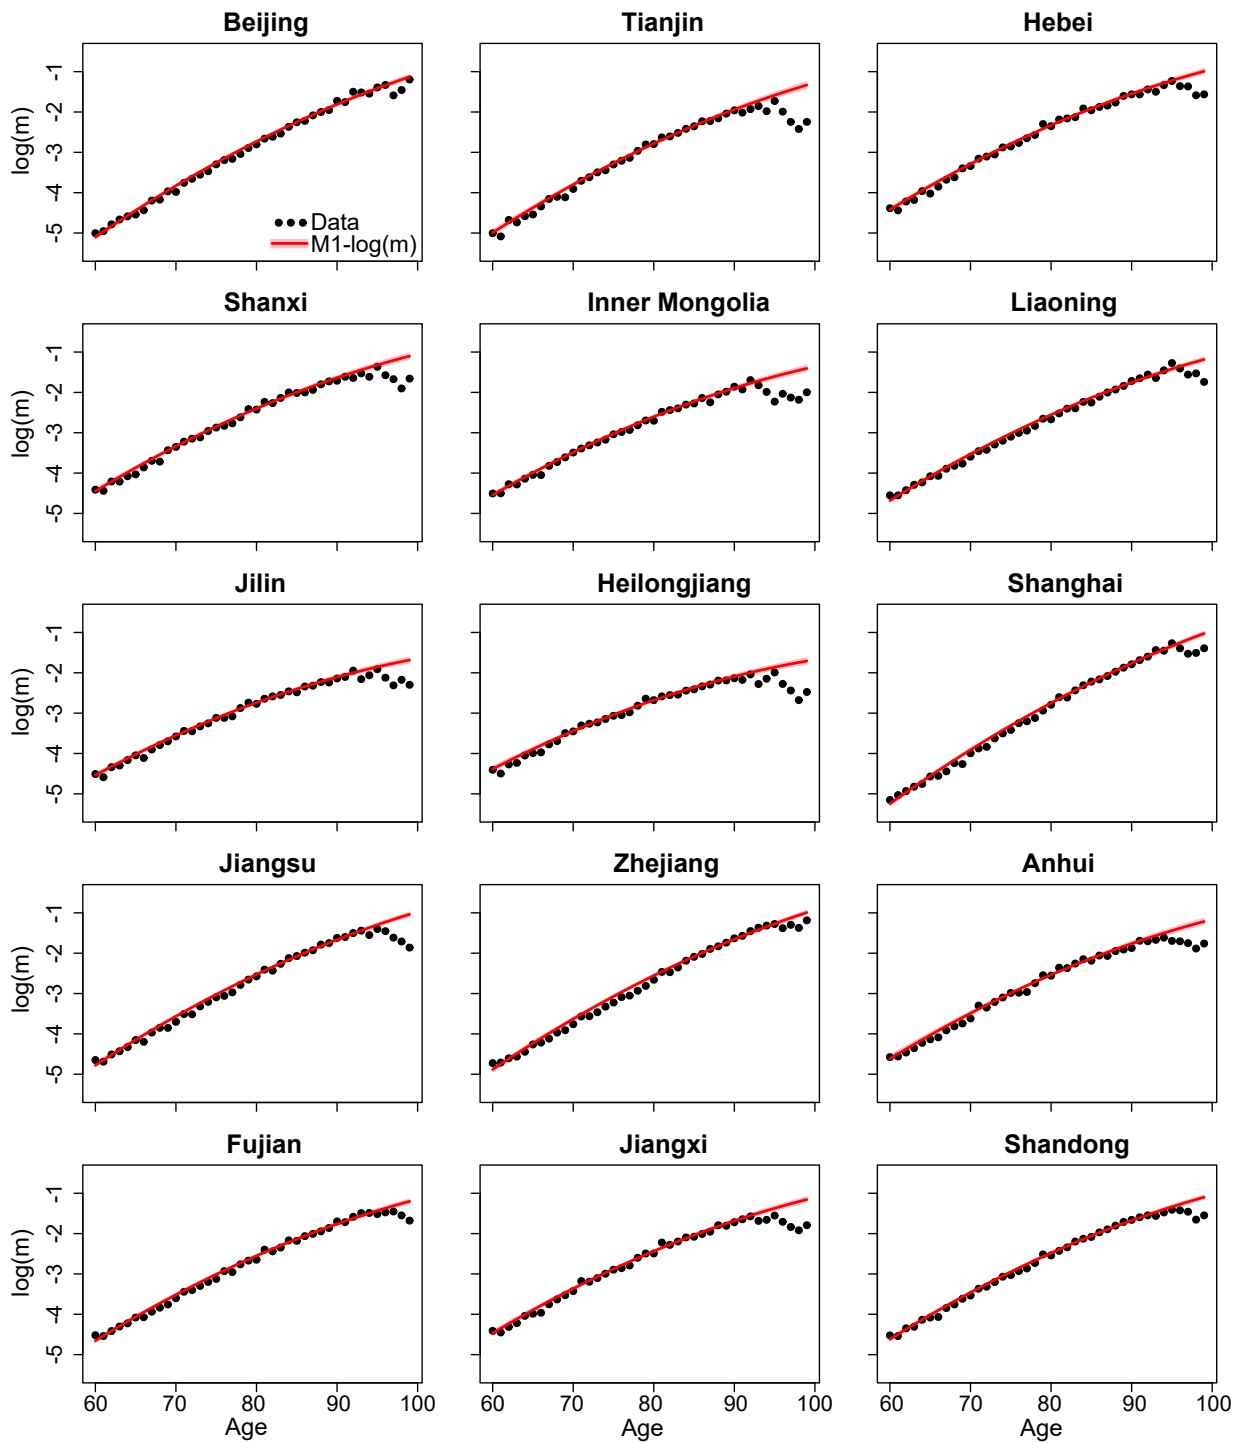 Beijing Tianjin Hebei
log(m)
-1
-2
-3
-4
-5
Data
M1-log(m)
Shanxi Inner Mongolia Liaoning
log(m)
-1
-2
-3
-4
-5
Jilin Heilongjiang Shanghai
log(m)
-1
-2
-3
-4
-5
Jiangsu Zhejiang Anhui
log(m)
-1
-2
-3
-4
-5
Fujian Jiangxi Shandong
log(m)
-1
-2
-3
-4
-5
60 70 80 90 100 60 70 80 90 100 60 70 80 90 100
Age Age Age